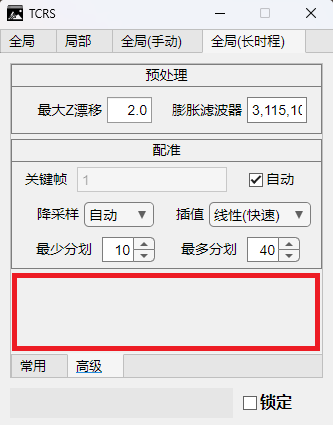 TCRS
全局 局部 全局(手动) 全局(长时程)
预处理
最大Z漂移 2.0 膨胀滤波器 3,115,10
配准
关键帧 1 自动
降采样 自动 插值 线性(快速)
最少分划 10 最多分划 40
常用 高级
锁定